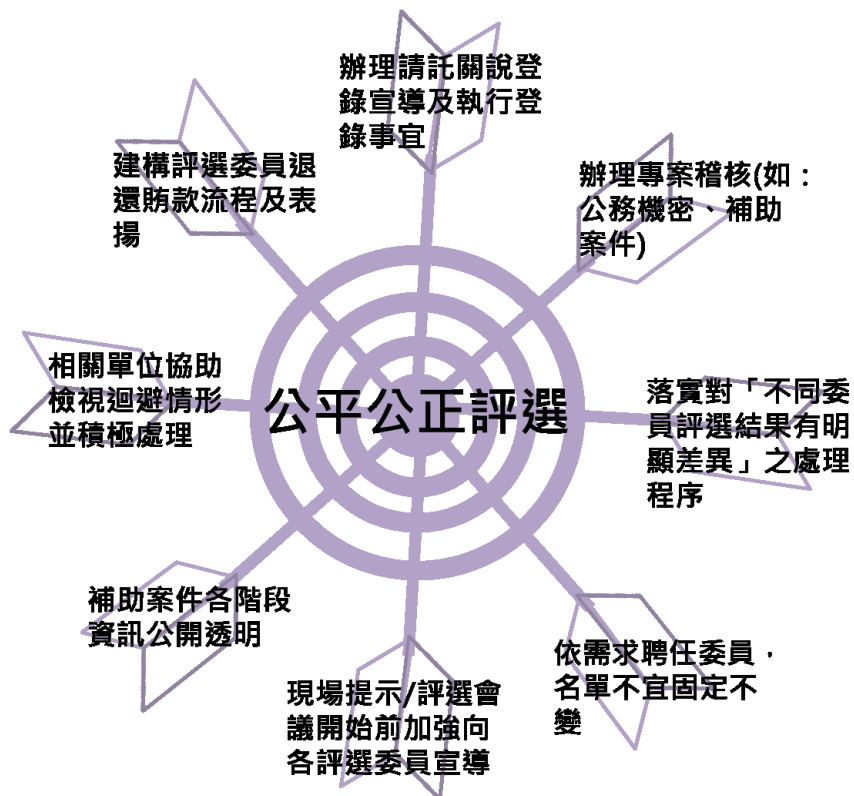 辦理請託關說登
錄宣導及執行登
錄事宜
建構評選委員退
還賄款流程及表
揚
辦理專案稽核(如：
公務機密、補助
案件)
相關單位協助
檢視迴避情形
並積極處理
公平公正評選
落實對「不同委
員評選結果有明
顯差異」之處理
程序
補助案件各階段
資訊公開透明
現場提示/評選會
議開始前加強向
各評選委員宣導
依需求聘任委員，
名單不宜固定不
變